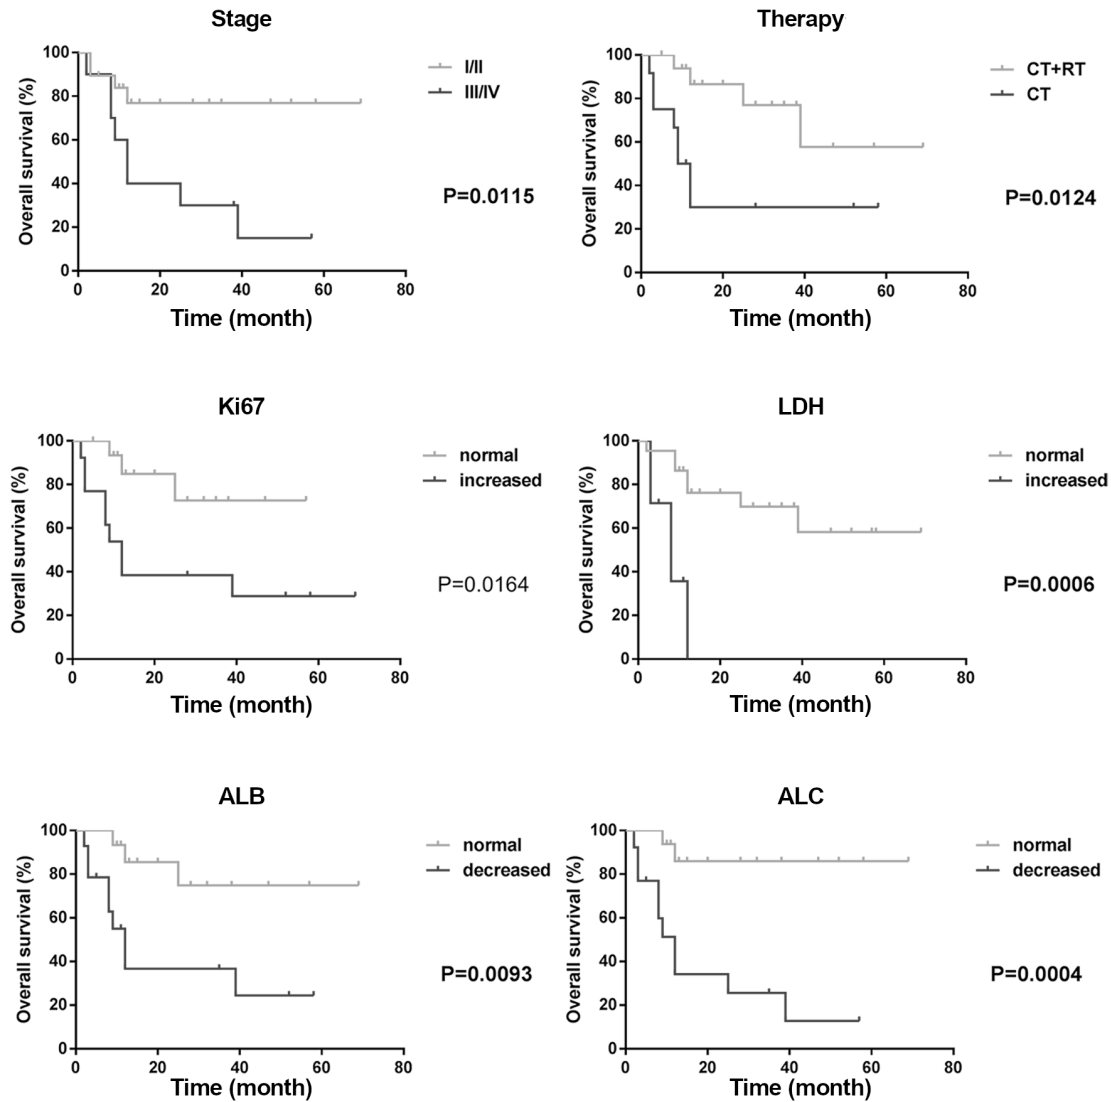 Stage
100
80
60
40
20
0
0 20 40 60 80
Overall survival (%)
Time (month)
I/II
III/IV
P=0.0115
Therapy
100
80
60
40
20
0
0 20 40 60 80
Overall survival (%)
Time (month)
CT+RT
CT
P=0.0124
Ki67
100
80
60
40
20
0
0 20 40 60 80
Overall survival (%)
Time (month)
normal
increased
P=0.0164
LDH
100
80
60
40
20
0
0 20 40 60 80
Overall survival (%)
Time (month)
normal
increased
P=0.0006
ALB
100
80
60
40
20
0
0 20 40 60 80
Overall survival (%)
Time (month)
normal
decreased
P=0.0093
ALC
100
80
60
40
20
0
0 20 40 60 80
Overall survival (%)
Time (month)
normal
decreased
P=0.0004